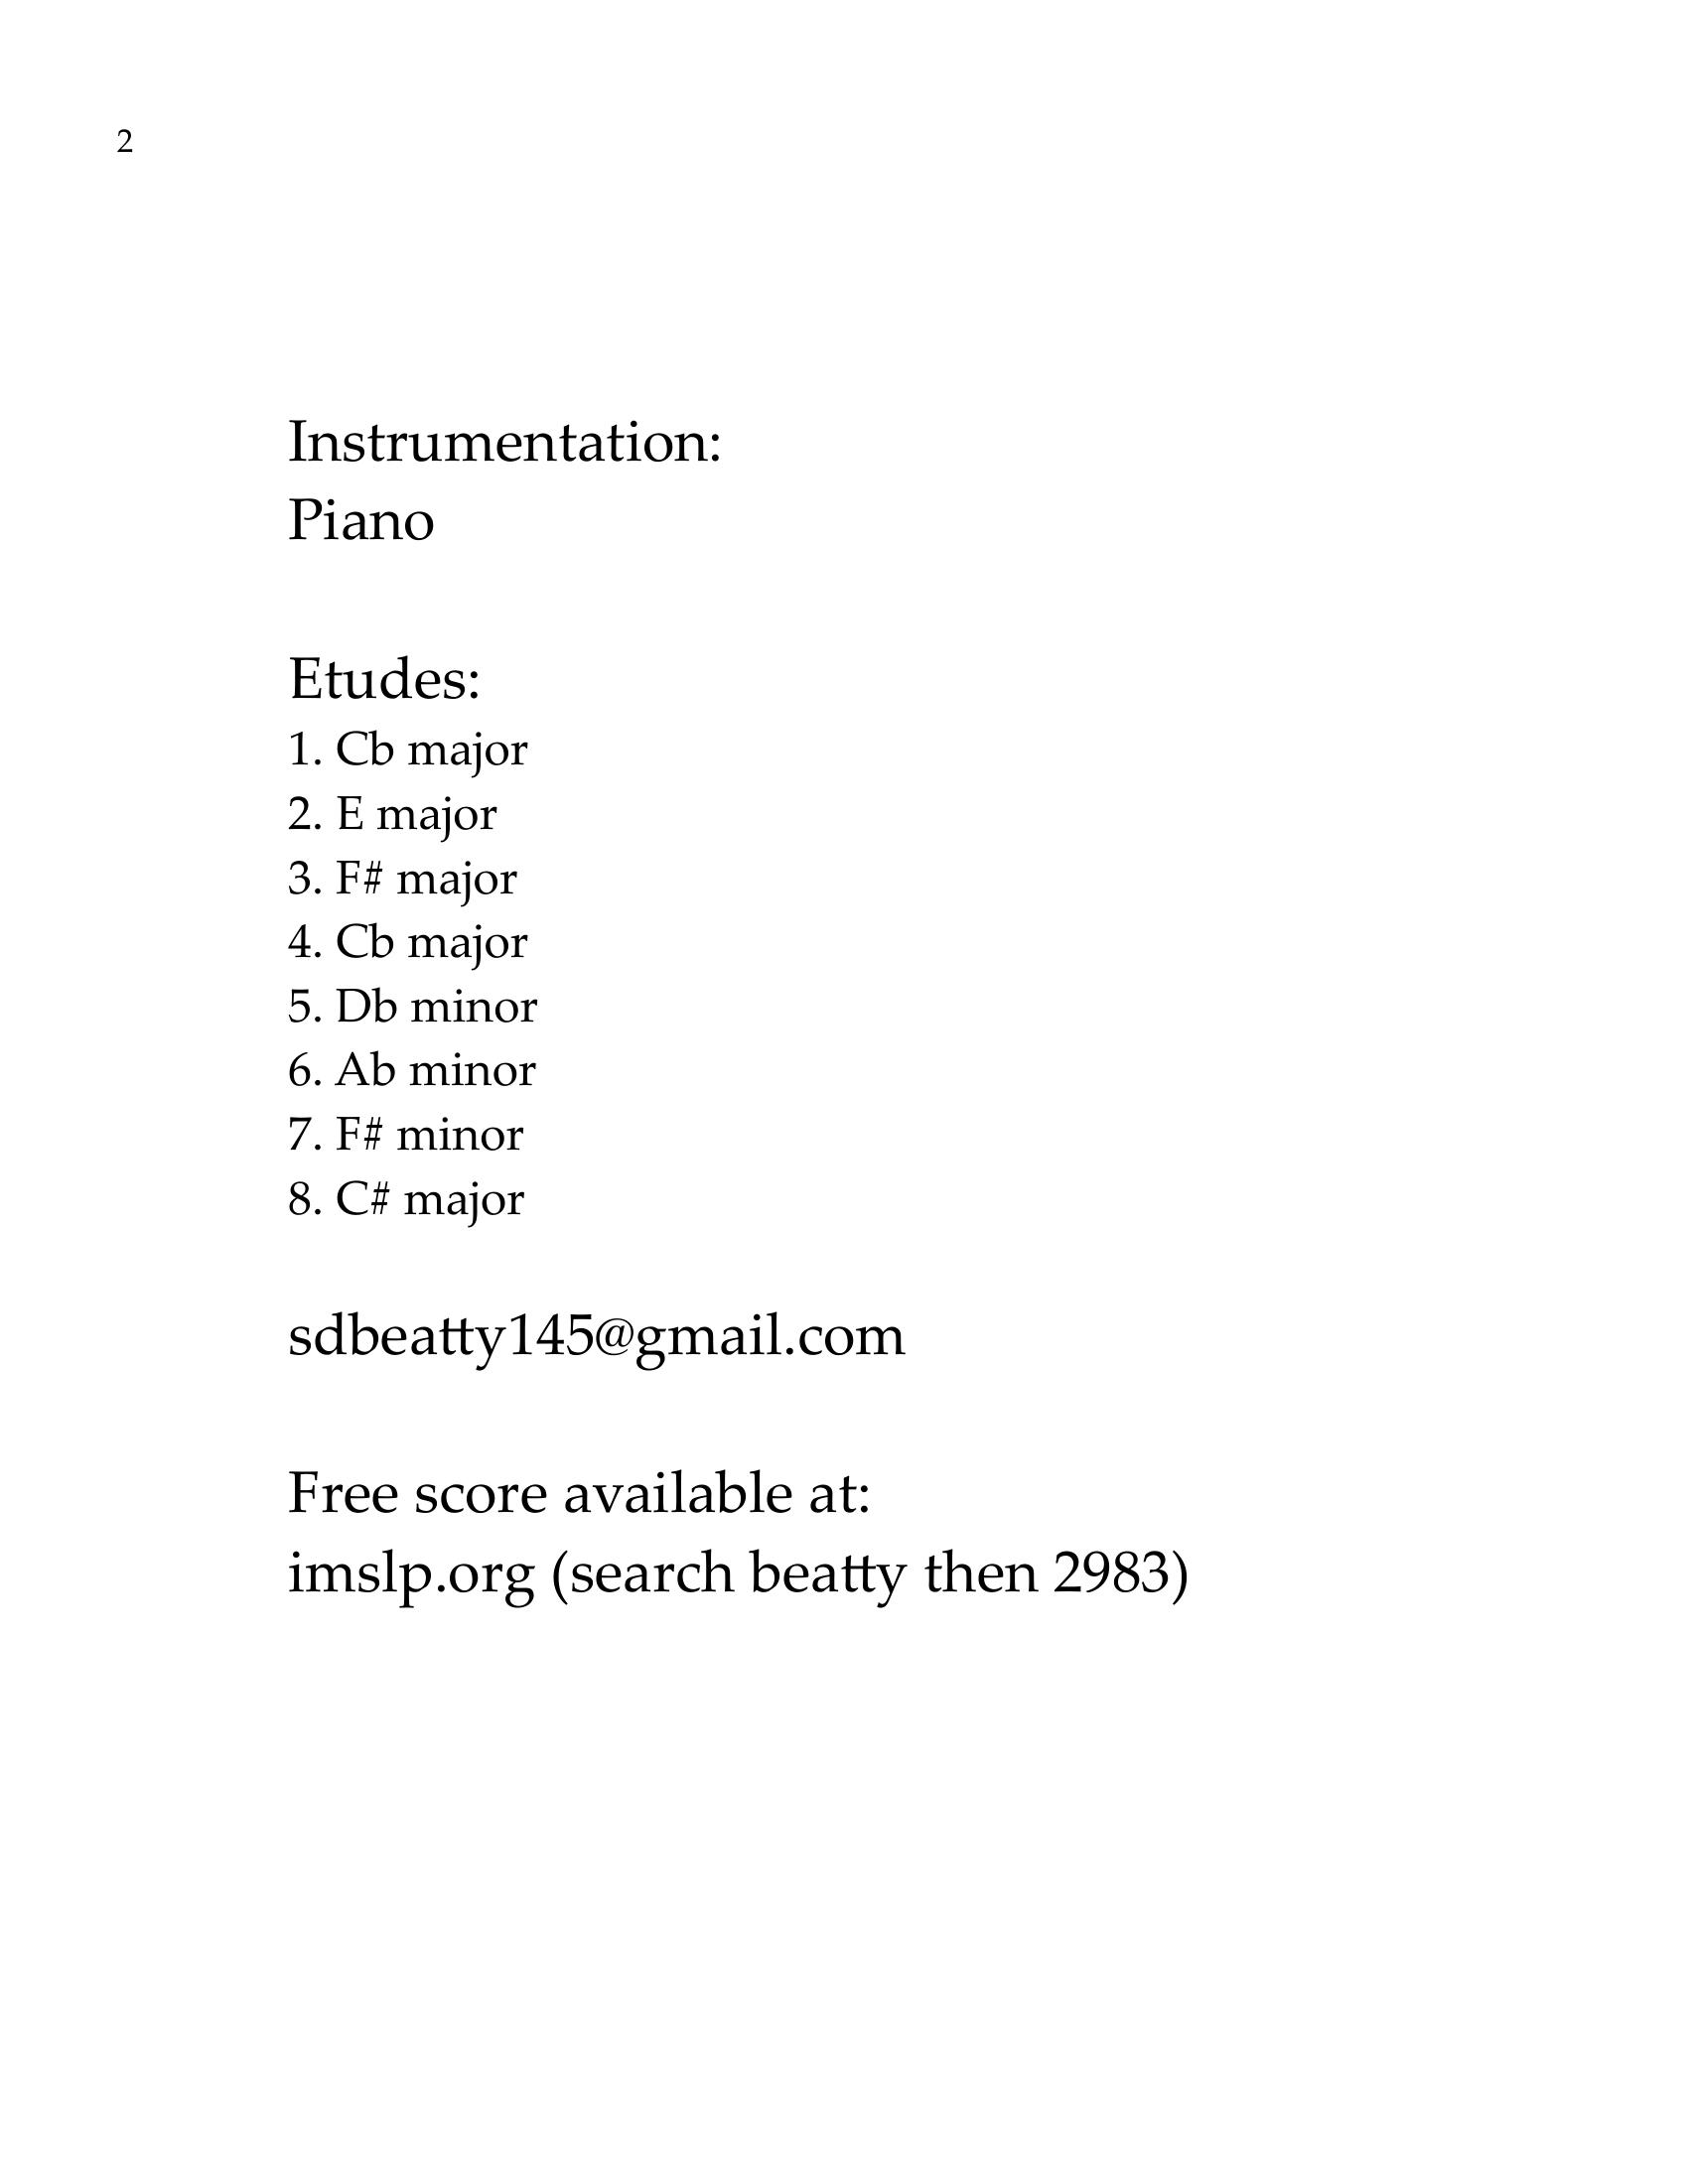 2
Instrumentation:
Piano
Etudes:
1. Cb major
2. E major
3. F# major
4. Cb major
5. Db minor
6. Ab minor
7. F# minor
8. C# major
sdbeatty145@gmail.com
Free score available at:
imslp.org (search beatty then 2983)